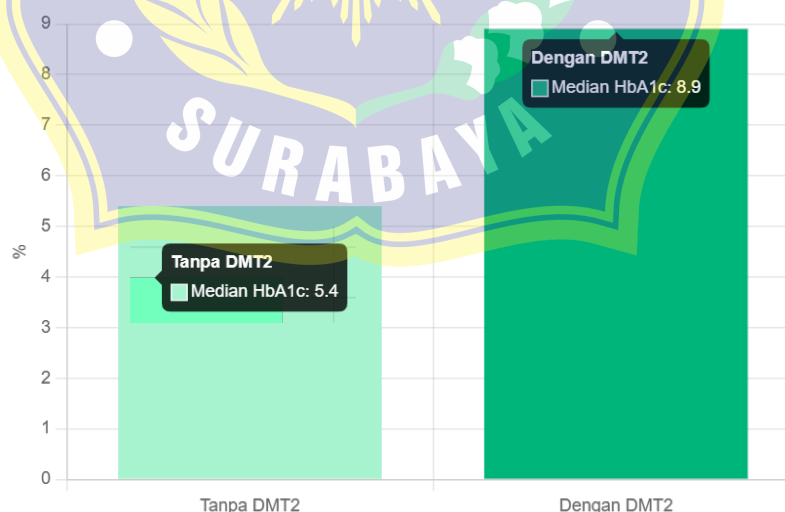 9
8
7
6
5
4
3
2
1
0
%
SURABAYA
Dengan DMT2
Median HbA1c: 8.9
Tanpa DMT2
Median HbA1c: 5.4
Tanpa DMT2
Dengan DMT2